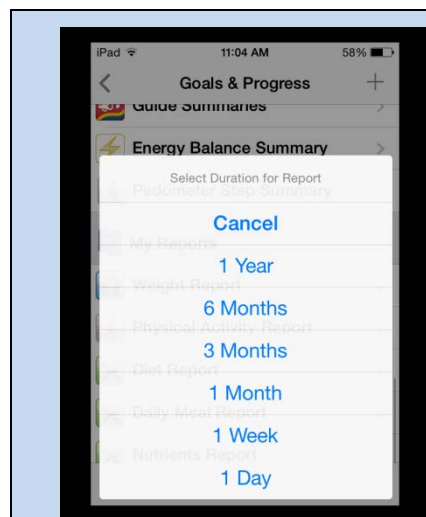 iPad 11:04 AM 58%
Goals & Progress
Guide Summaries
Energy Balance Summary
Select Duration for Report
Pedometer Step Summary
Cancel
My Reports
1 Year
Weight Report
6 Months
Physical Activity Report
3 Months
Diet Report
1 Month
Daily Meal Report
1 Week
Nutrients Report
1 Day